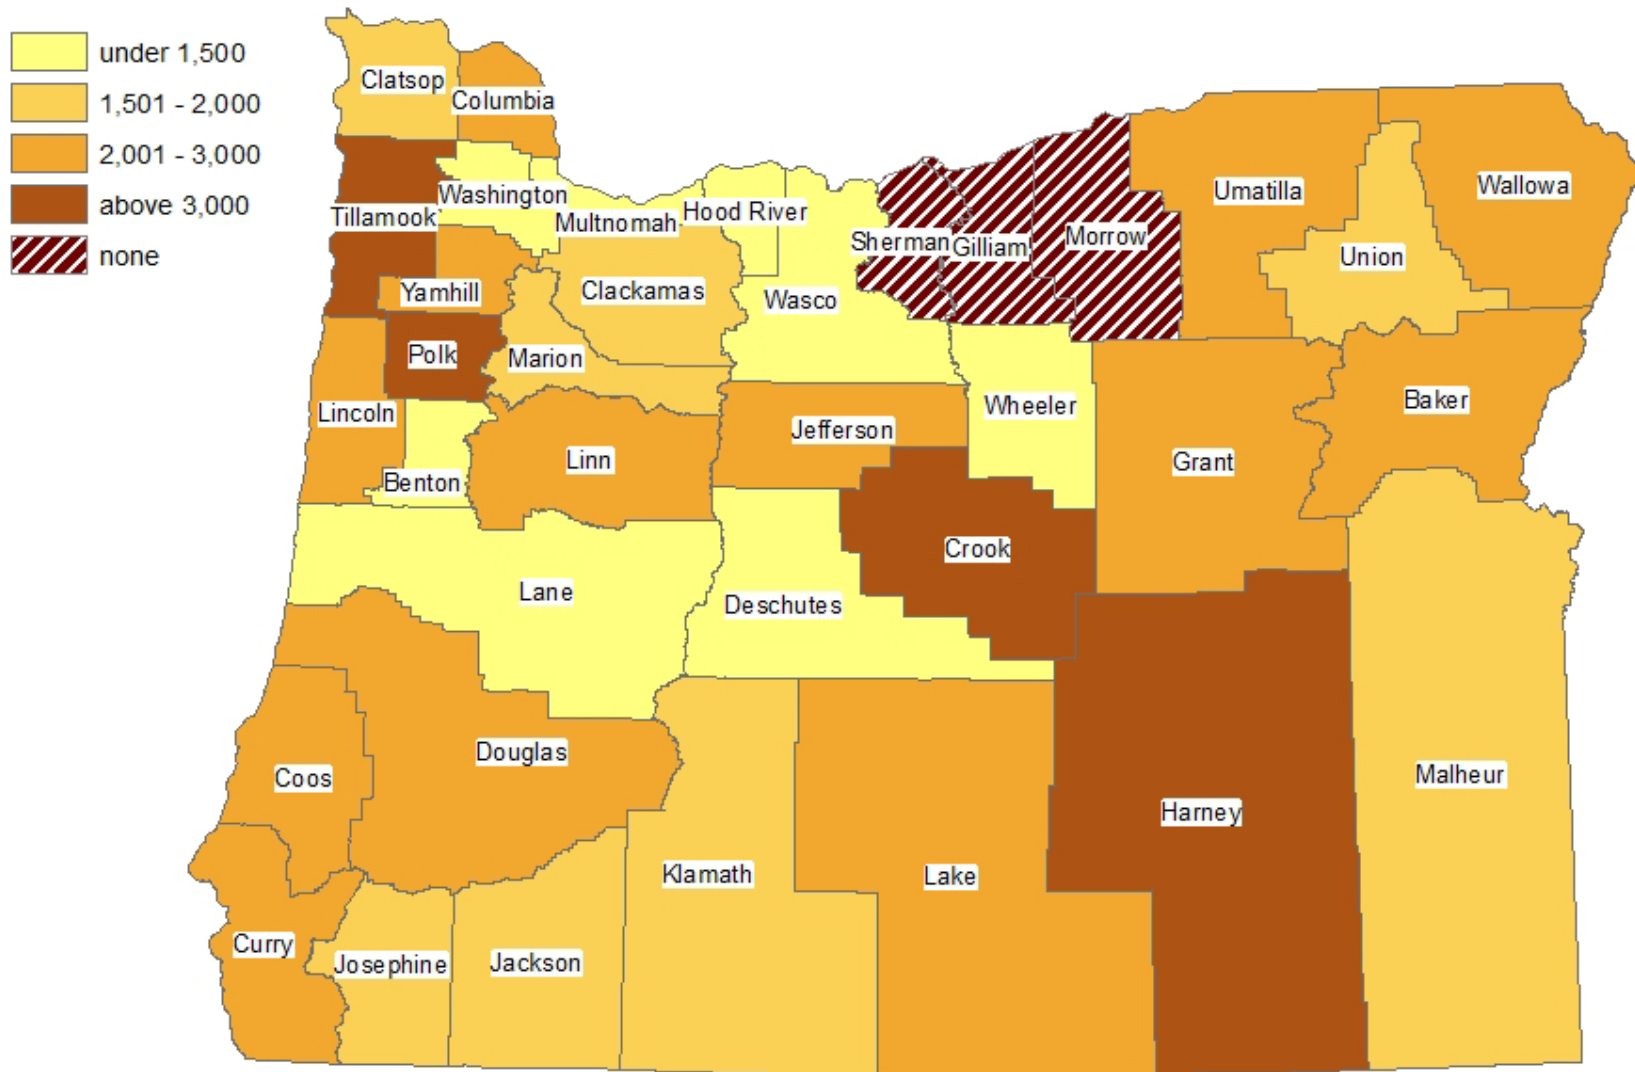 under 1,500
1,501 - 2,000
2,001 - 3,000
above 3,000
none
Clatsop
Columbia
Washington
Tillamook
Multnomah
Hood River
Sherman
Gilliam
Morrow
Umatilla
Wallowa
Union
Yamhill
Clackamas
Wasco
Polk
Marion
Lincoln
Jefferson
Wheeler
Baker
Benton
Linn
Grant
Crook
Lane
Deschutes
Douglas
Coos
Malheur
Harney
Klamath
Lake
Curry
Josephine
Jackson